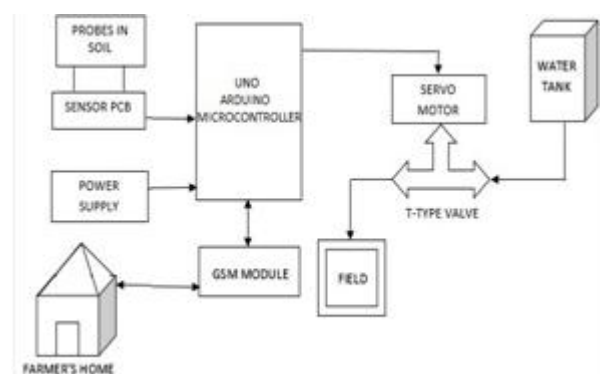 PROBES IN
SOIL
SENSOR PCB
POWER
SUPPLY
UNO
ARDUINO
MICROCONTROLLER
GSM MODULE
FARMER'S HOME
SERVO
MOTOR
T-TYPE VALVE
FIELD
WATER
TANK